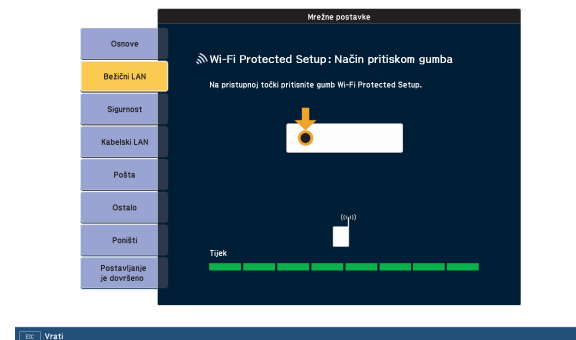 Mrežne postavke
Osnove
Bežični LAN
Sigurnost
Kabelski LAN
Pošta
Ostalo
Poništi
Postavljanje
je dovršeno
Wi-Fi Protected Setup: Način pritiskom gumba
Na pristupnoj točki pritisnite gumb Wi-Fi Protected Setup.
Tijek
ESC Vrati